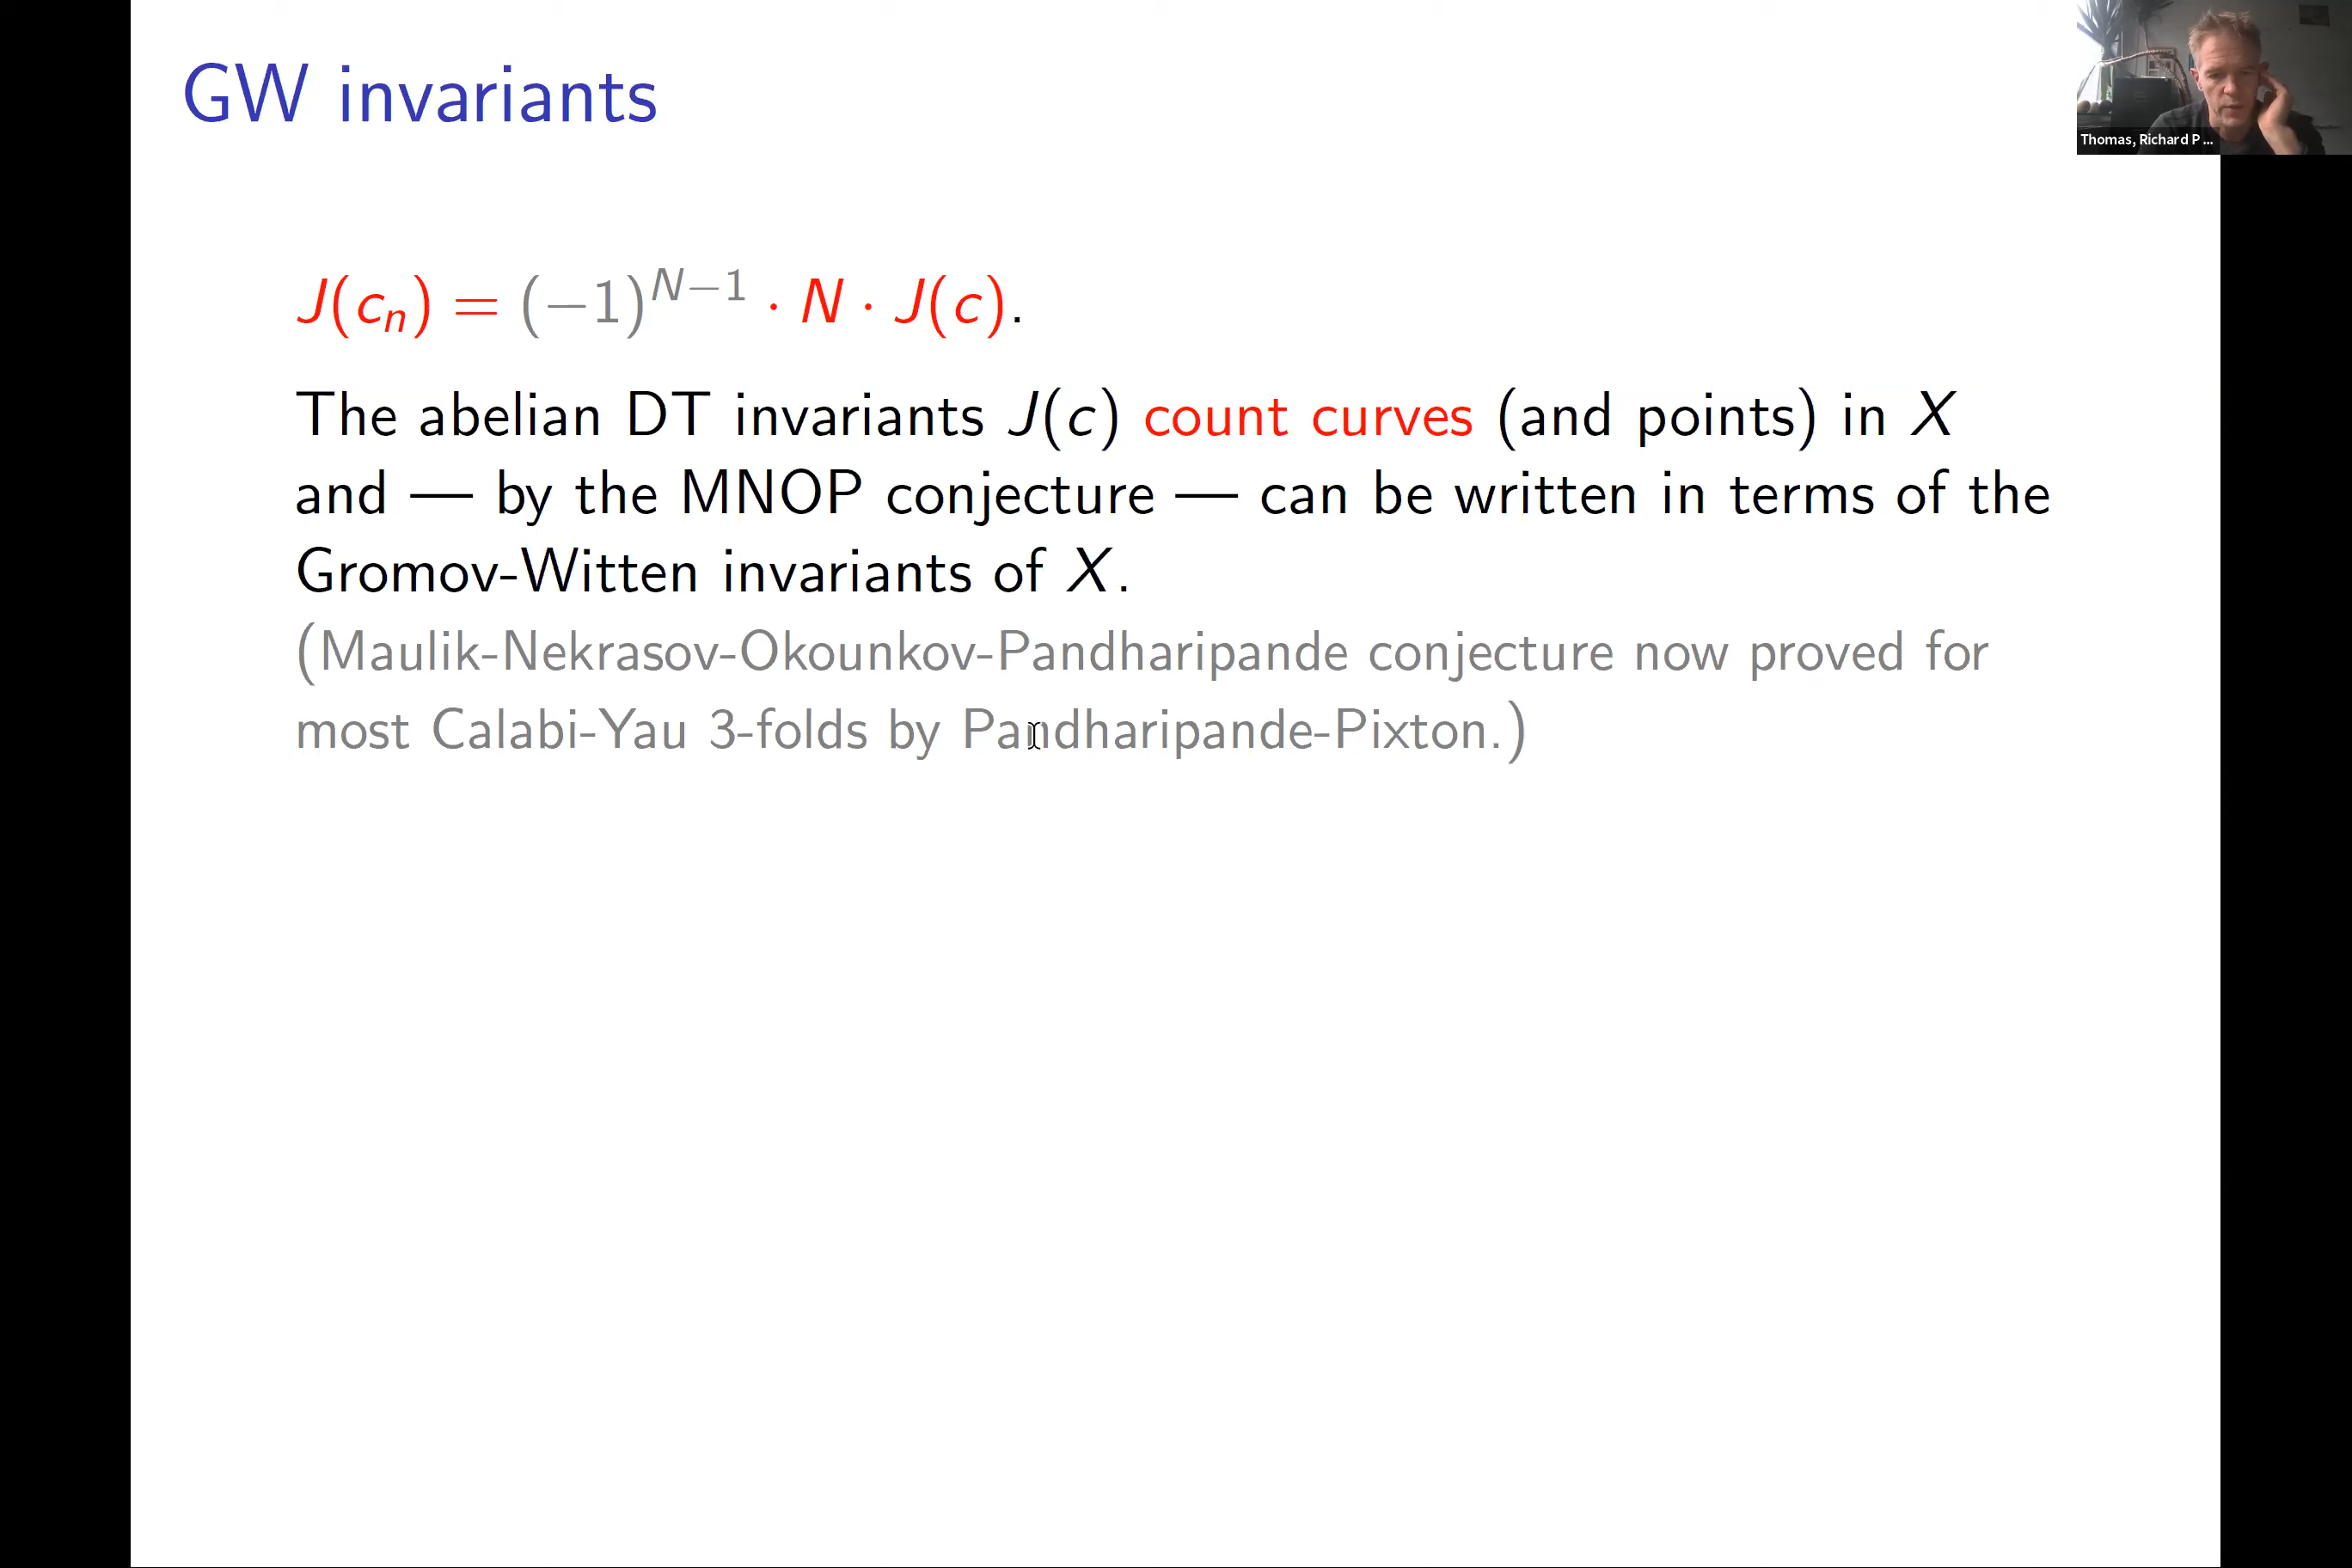 GW invariants
Thomas, Richard P ...
J(cₙ) = (−1)ᴺ⁻¹ · N · J(c).
The abelian DT invariants J(c) count curves (and points) in X
and — by the MNOP conjecture — can be written in terms of the
Gromov-Witten invariants of X.
(Maulik-Nekrasov-Okounkov-Pandharipande conjecture now proved for
most Calabi-Yau 3-folds by Pandharipande-Pixton.)